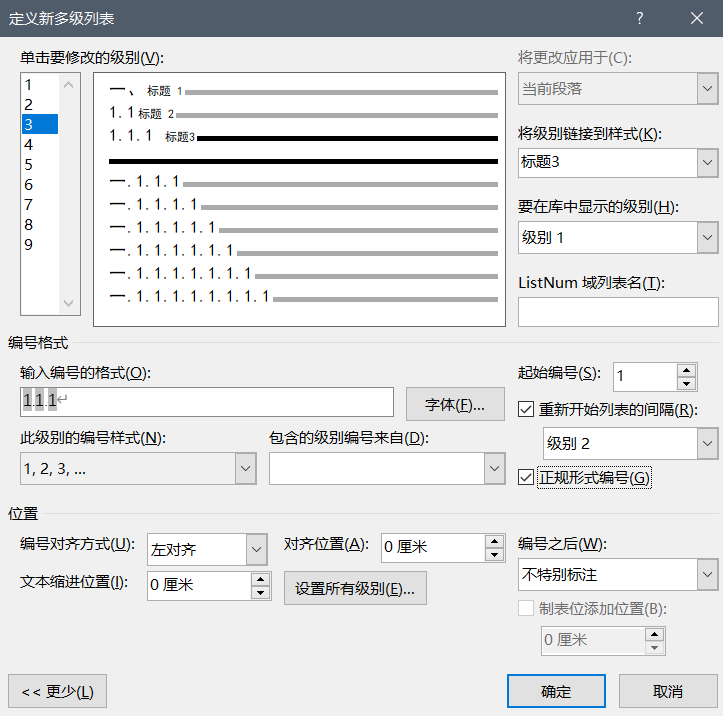 定义新多级列表
单击要修改的级别(V):
1
2
3
4
5
6
7
8
9
一、标题 1
1.1标题 2
1.1.1 标题3
一.1.1.1
一.1.1.1.1
一.1.1.1.1.1
一.1.1.1.1.1.1
一.1.1.1.1.1.1.1
一.1.1.1.1.1.1.1.1
将更改应用于(C):
当前段落
将级别链接到样式(K):
标题3
要在库中显示的级别(H):
级别 1
ListNum 域列表名(T):
编号格式
输入编号的格式(O):
1.1.1↵
字体(F)...
起始编号(S): 1
重新开始列表的间隔(R):
级别 2
此级别的编号样式(N):
1, 2, 3, ...
包含的级别编号来自(D):
正规形式编号(G)
位置
编号对齐方式(U): 左对齐
对齐位置(A): 0 厘米
文本缩进位置(I): 0 厘米
设置所有级别(E)...
编号之后(W):
不特别标注
制表位添加位置(B):
0 厘米
<< 更少(L)
确定
取消